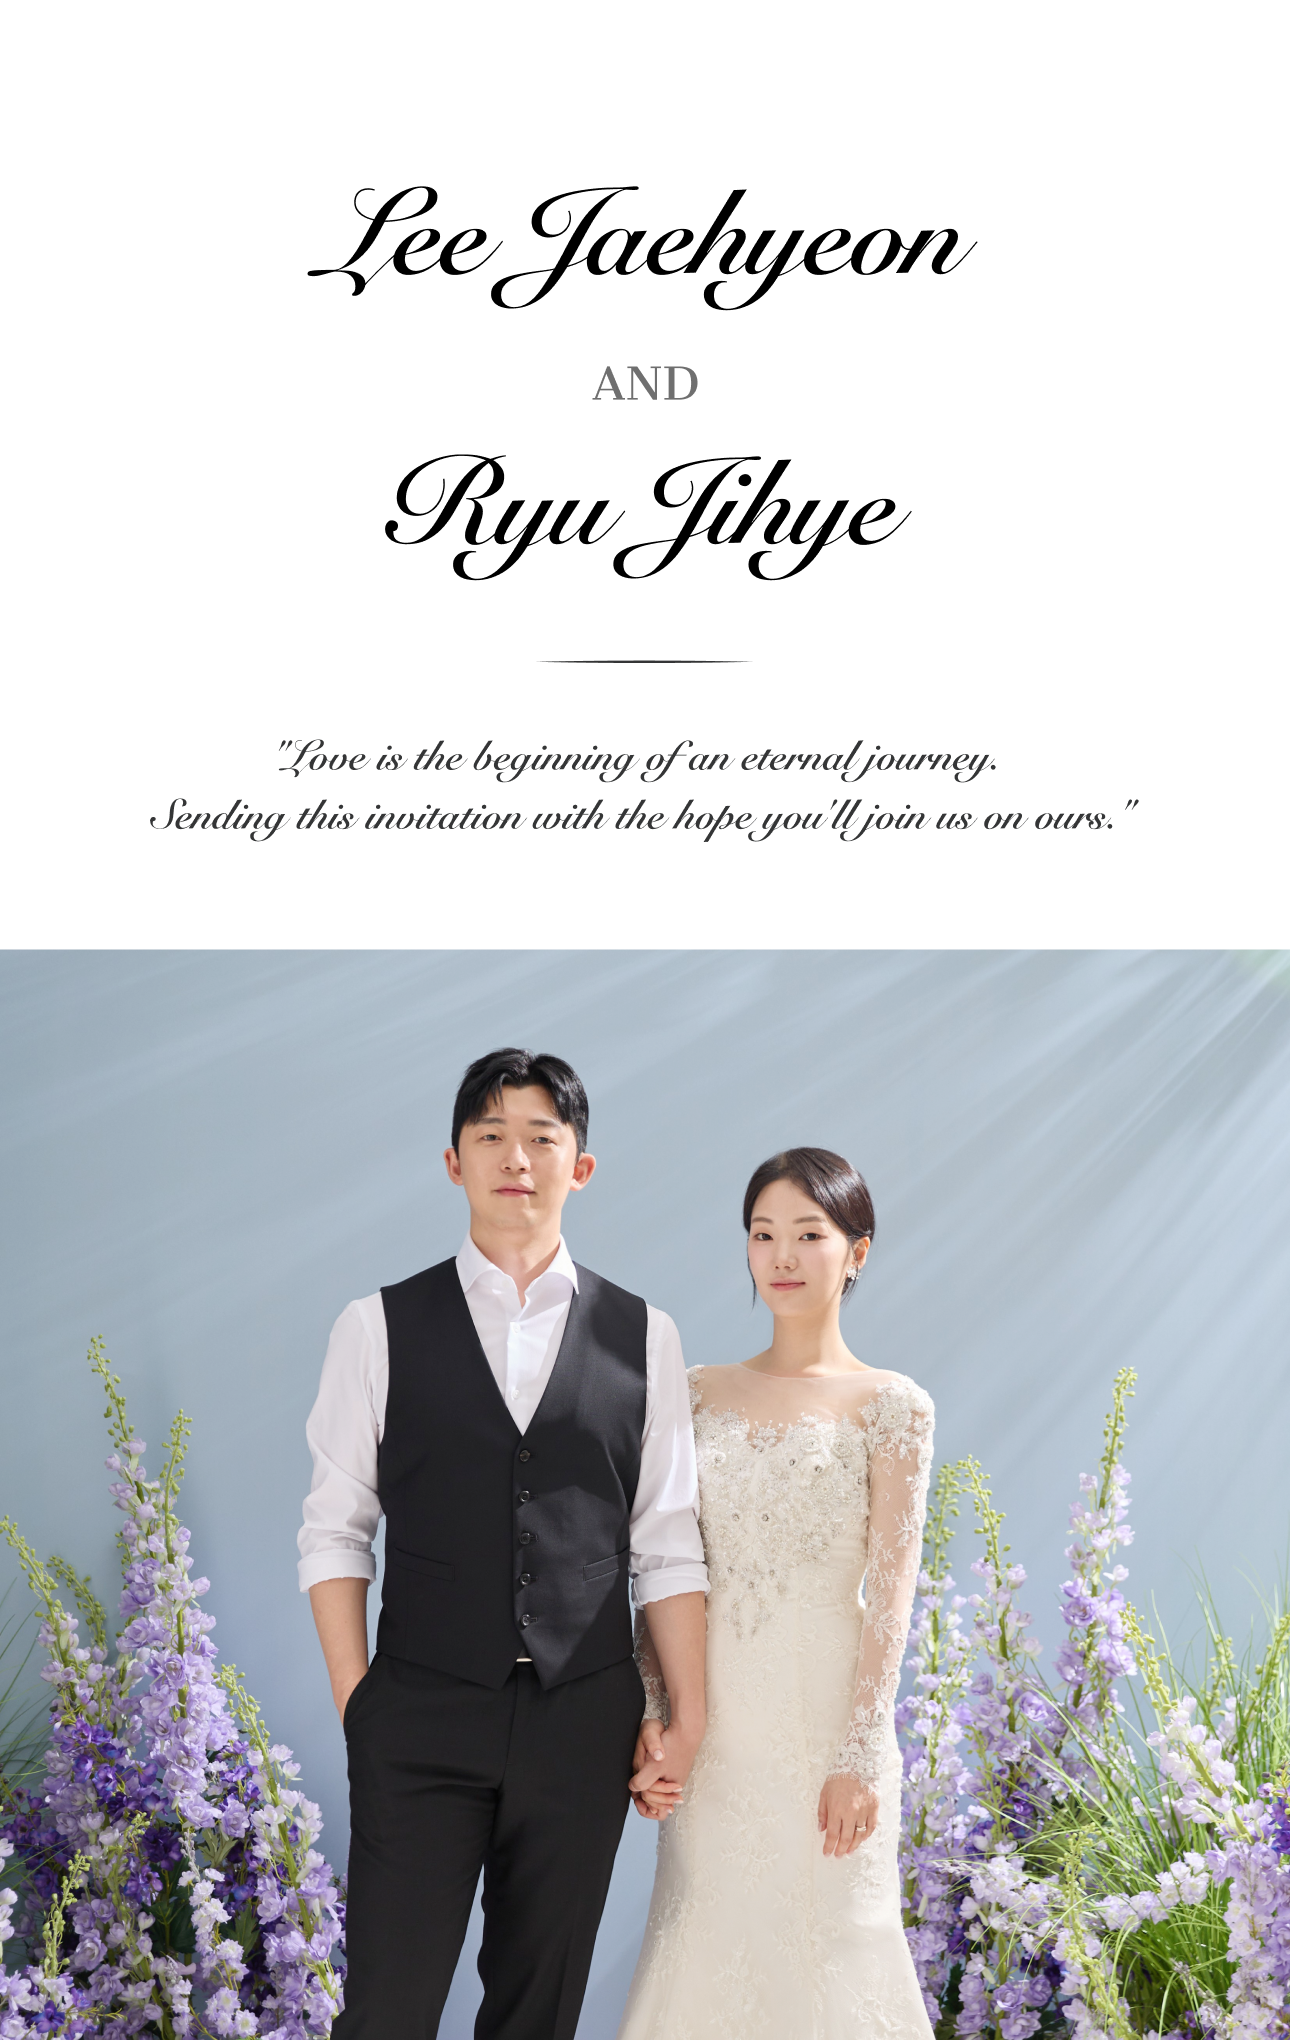 Lee Jaehyeon
AND
Ryu Jihye
"Love is the beginning of an eternal journey.
Sending this invitation with the hope you'll join us on ours."